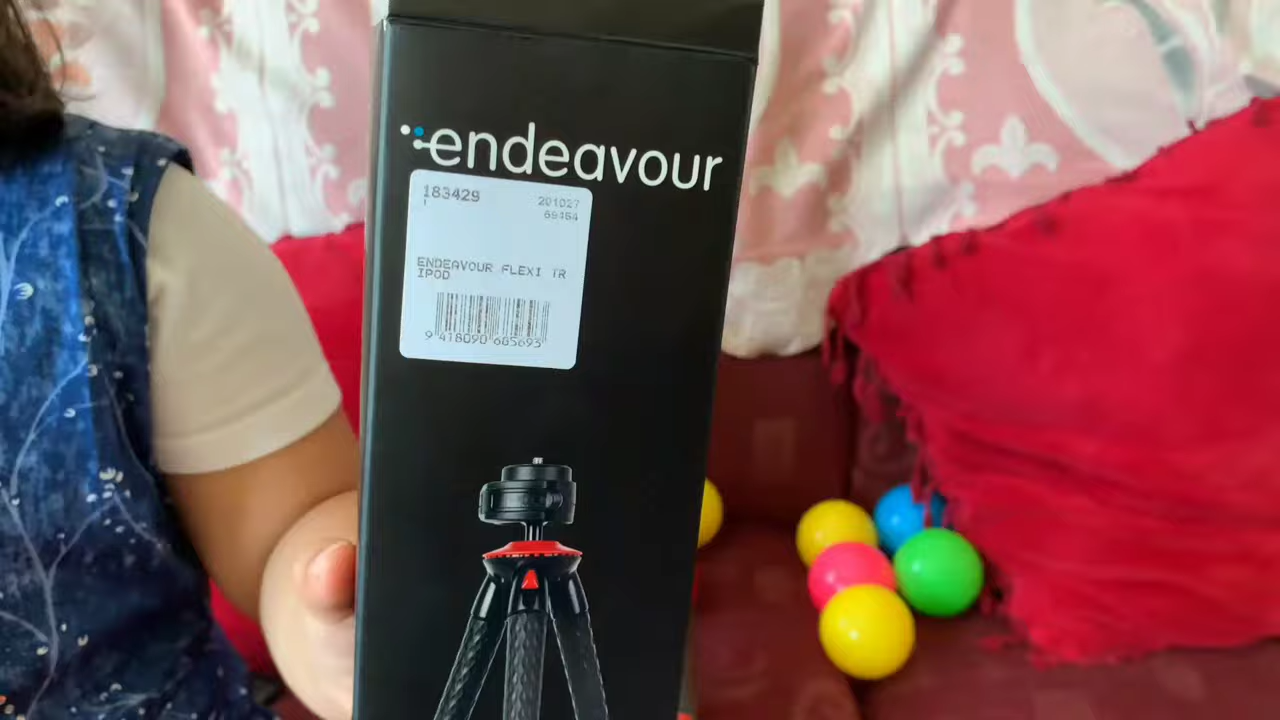 endeavour
183429
201027
69464
ENDEAVOUR FLEXI TR
IPOD
9 418090 685693